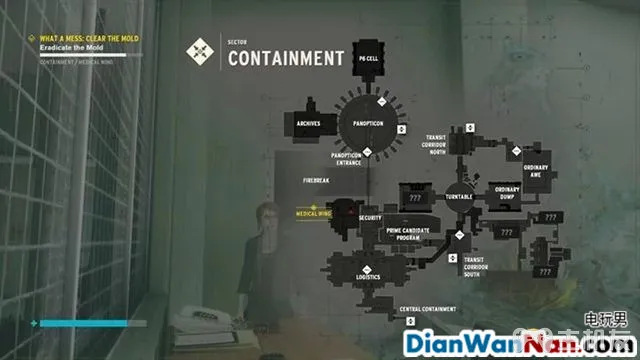 WHAT A MESS: CLEAR THE MOLD
Eradicate the Mold
CONTAINMENT / MEDICAL WING
SECTOR
CONTAINMENT
P6 CELL
ARCHIVES
PANOPTICON
PANOPTICON
ENTRANCE
TRANSIT
CORRIDOR
NORTH
ORDINARY
AWE
FIREBREAK
???
TURNTABLE
ORDINARY
DUMP
MEDICAL WING
SECURITY
PRIME CANDIDATE
PROGRAM
???
???
???
TRANSIT
CORRIDOR
SOUTH
LOGISTICS
CENTRAL CONTAINMENT
电玩男
DianWanNan.com